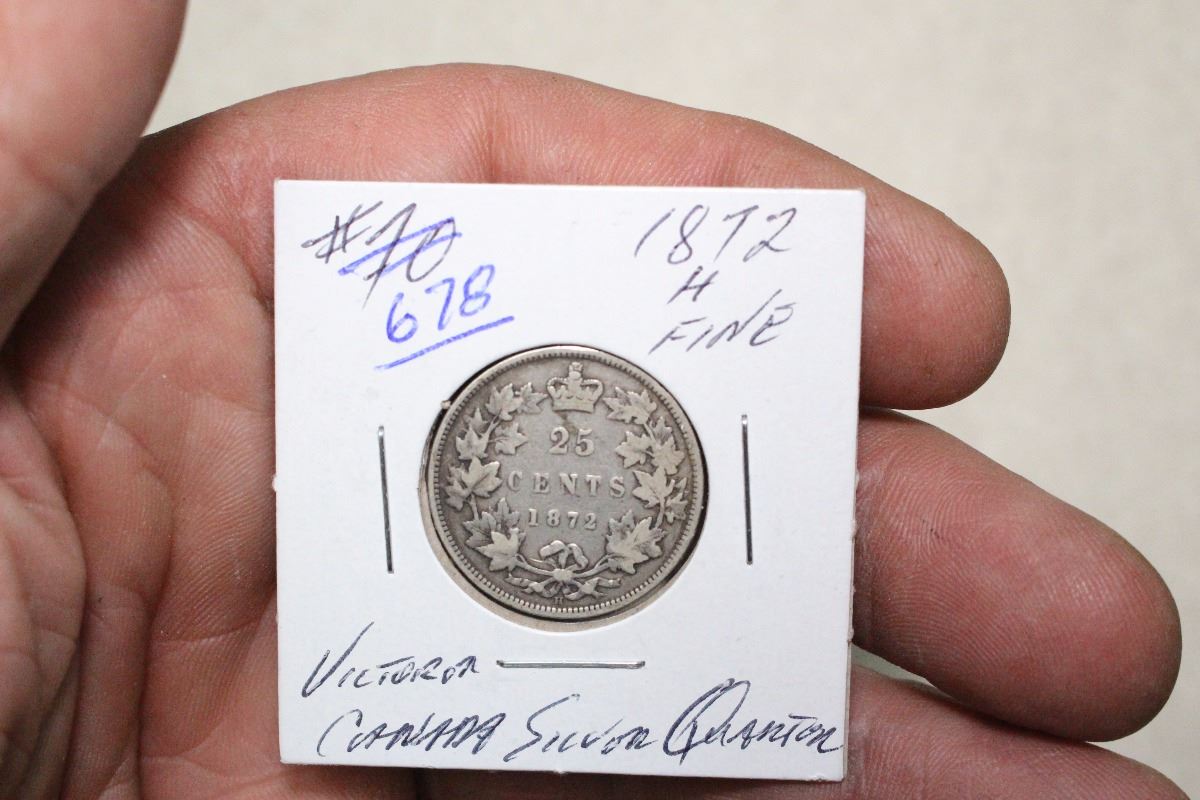 #70
678
1872
H
FINE
25
CENTS
1872
H
VICTORIA
CANADA SILVER QUARTER